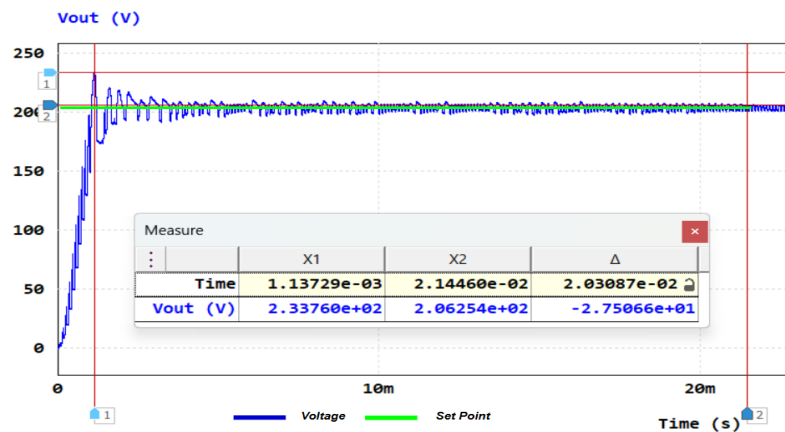 Vout (V)
250
1
200
2
150
100
50
0
Measure ×
X1 X2 Δ
Time 1.13729e-03 2.14460e-02 2.03087e-02
Vout (V) 2.33760e+02 2.06254e+02 -2.75066e+01
0 10m 20m
1 Voltage Set Point Time (s) 2